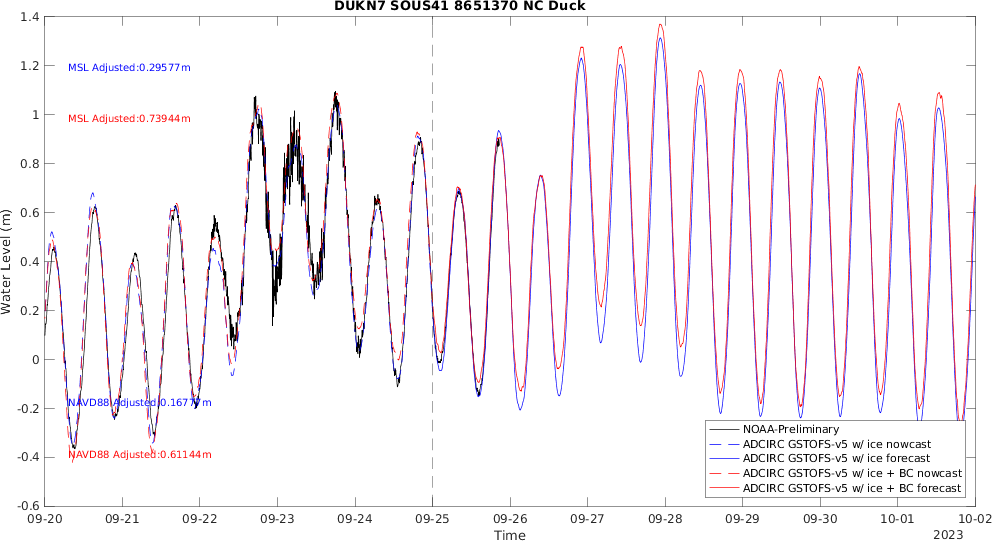 DUKN7 SOUS41 8651370 NC Duck
1.4
1.2
1
0.8
0.6
0.4
0.2
0
-0.2
-0.4
-0.6
Water Level (m)
MSL Adjusted:0.29577m
MSL Adjusted:0.73944m
NAVD88 Adjusted:0.16777m
NAVD88 Adjusted:0.61144m
NOAA-Preliminary
ADCIRC GSTOFS-v5 w/ ice nowcast
ADCIRC GSTOFS-v5 w/ ice forecast
ADCIRC GSTOFS-v5 w/ ice + BC nowcast
ADCIRC GSTOFS-v5 w/ ice + BC forecast
09-20 09-21 09-22 09-23 09-24 09-25 09-26 09-27 09-28 09-29 09-30 10-01 10-02
Time
2023